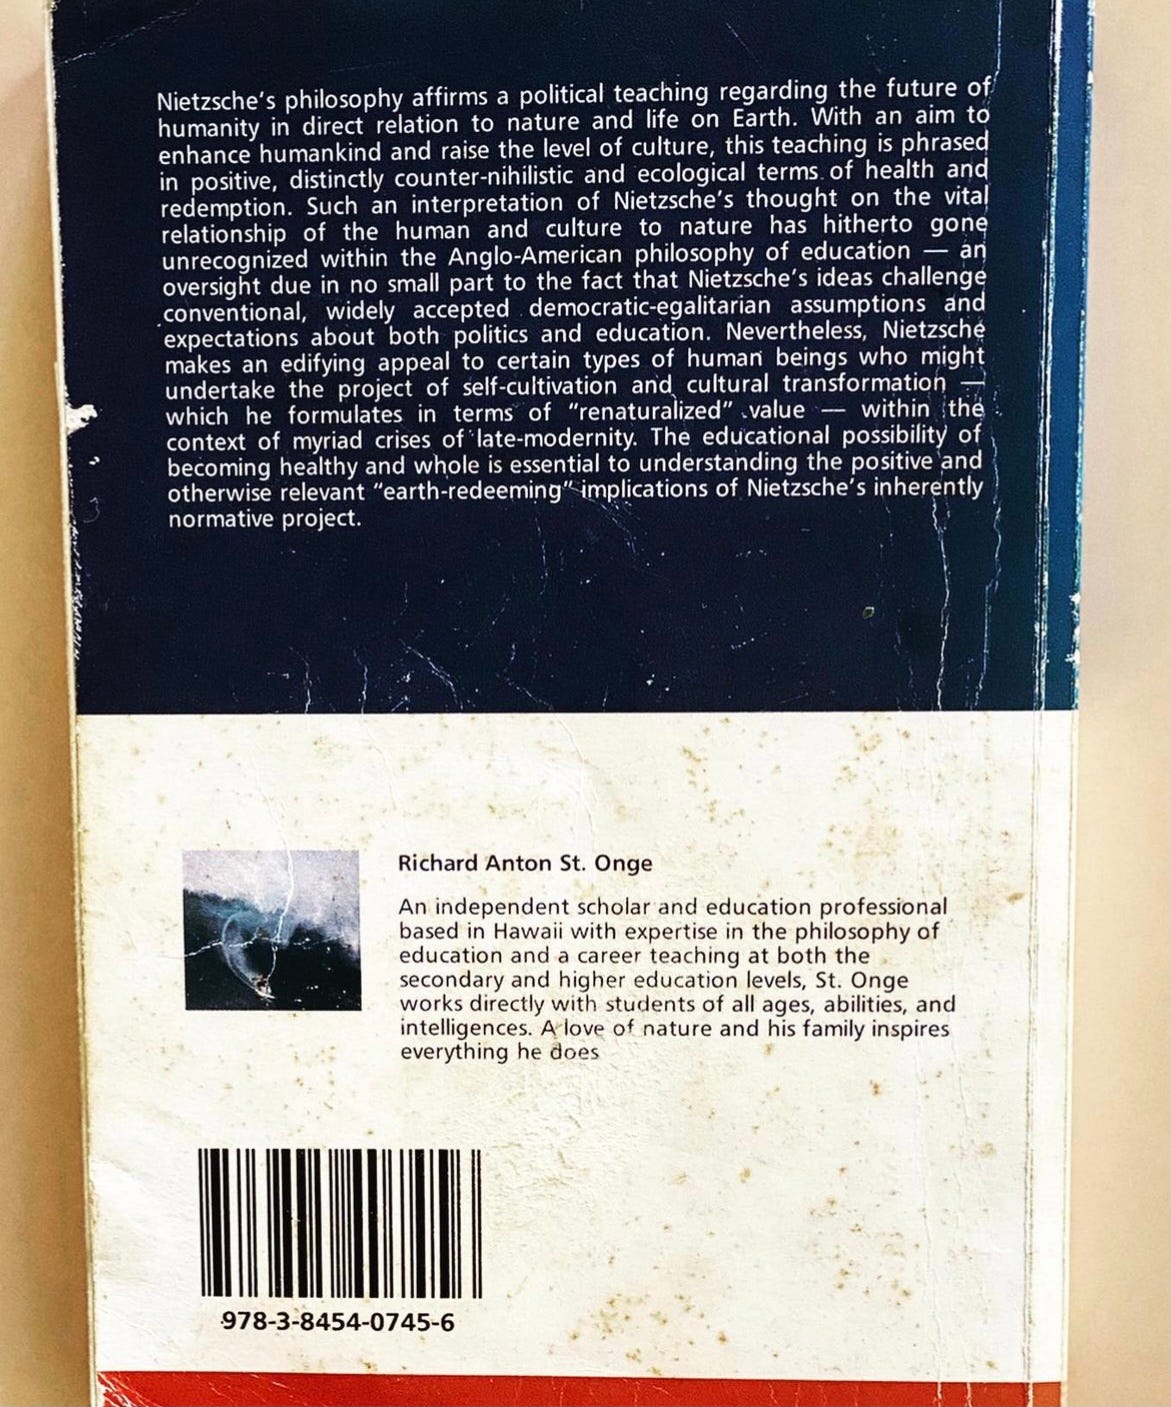 Nietzsche's philosophy affirms a political teaching regarding the future of
humanity in direct relation to nature and life on Earth. With an aim to
enhance humankind and raise the level of culture, this teaching is phrased
in positive, distinctly counter-nihilistic and ecological terms of health and
redemption. Such an interpretation of Nietzsche's thought on the vital
relationship of the human and culture to nature has hitherto gone
unrecognized within the Anglo-American philosophy of education — an
oversight due in no small part to the fact that Nietzsche's ideas challenge
conventional, widely accepted democratic-egalitarian assumptions and
expectations about both politics and education. Nevertheless, Nietzsche
makes an edifying appeal to certain types of human beings who might
undertake the project of self-cultivation and cultural transformation —
which he formulates in terms of “renaturalized” value — within the
context of myriad crises of late-modernity. The educational possibility of
becoming healthy and whole is essential to understanding the positive and
otherwise relevant “earth-redeeming” implications of Nietzsche's inherently
normative project.
Richard Anton St. Onge
An independent scholar and education professional
based in Hawaii with expertise in the philosophy of
education and a career teaching at both the
secondary and higher education levels, St. Onge
works directly with students of all ages, abilities, and
intelligences. A love of nature and his family inspires
everything he does
978-3-8454-0745-6